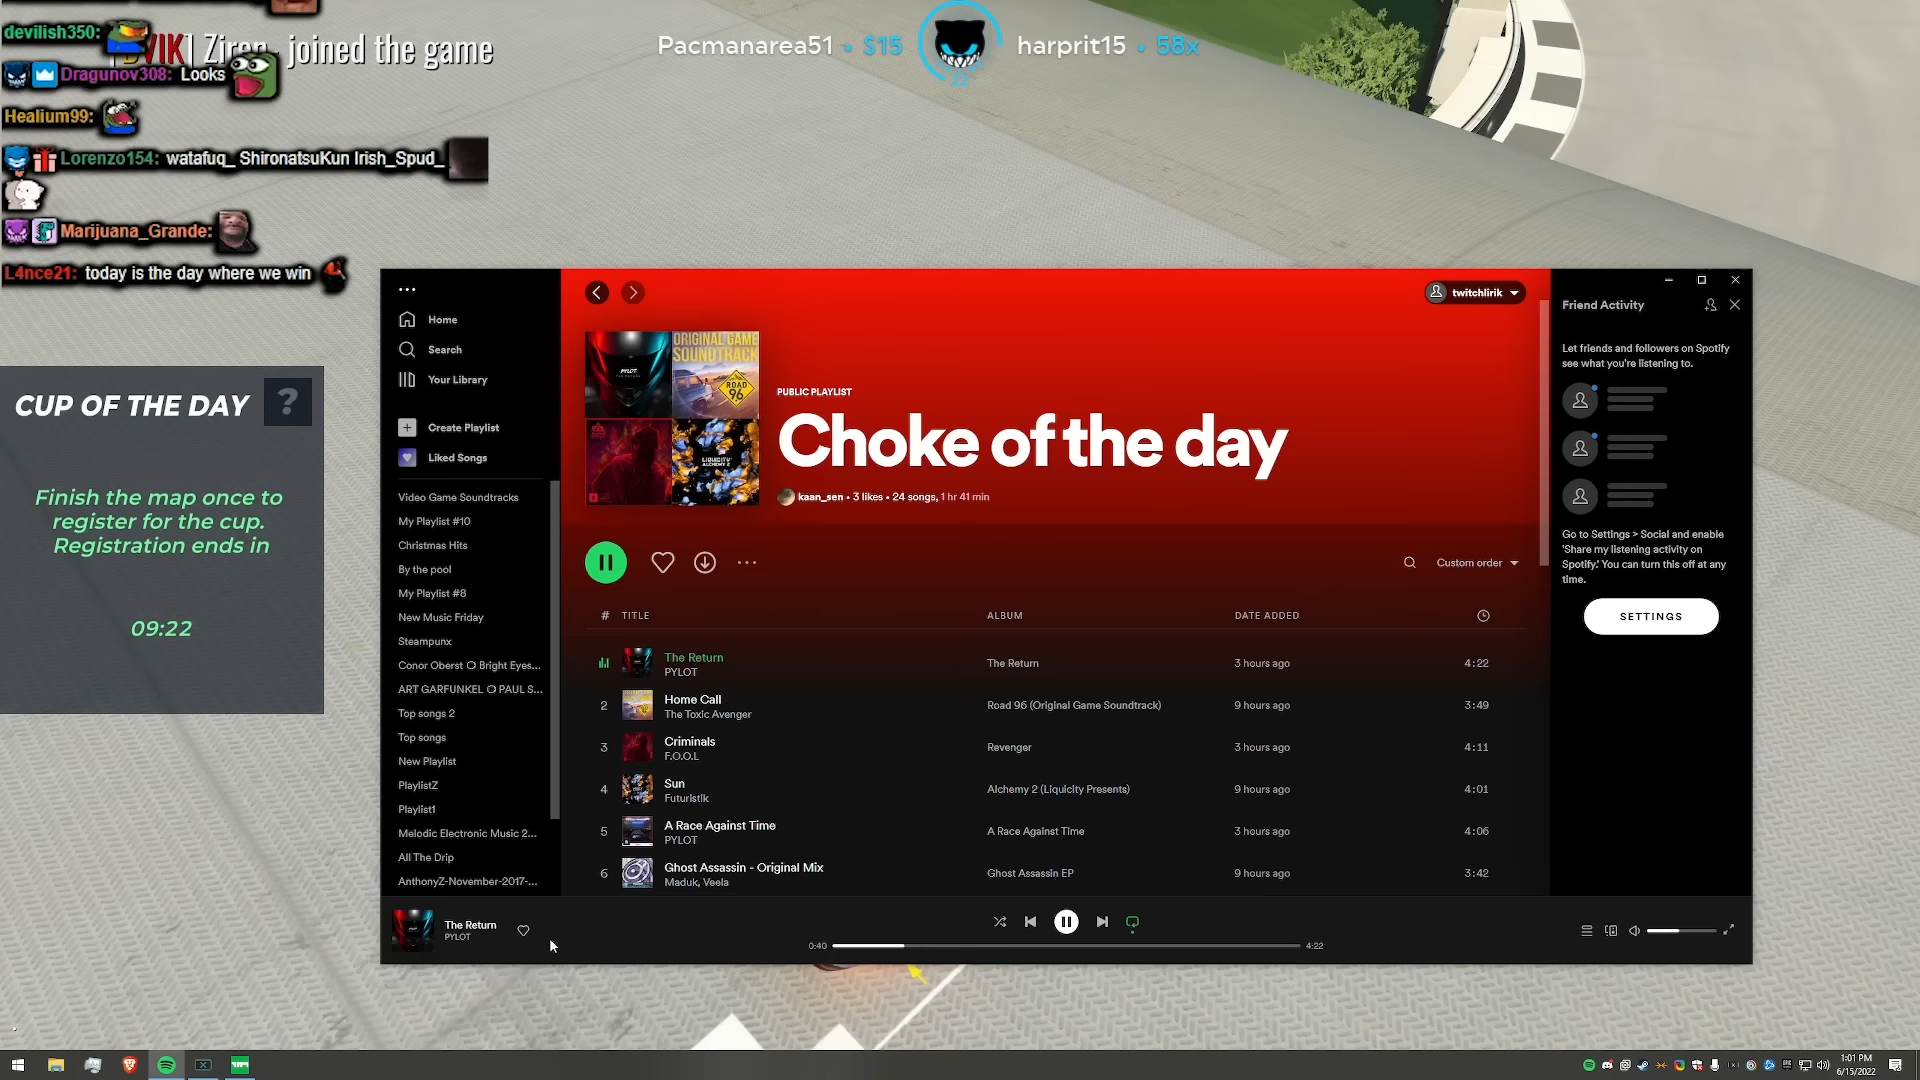 devilish350:
VIK] Ziron joined the game
Dragunov308: Looks
Healium99:
Lorenzo154: watafuq_ ShironatsuKun Irish_Spud_
Marijuana_Grande:
L4nce21: today is the day where we win
Pacmanarea51 • $15
harprit15 • 58x
CUP OF THE DAY
?
Finish the map once to
register for the cup.
Registration ends in
09:22
Home
Search
Your Library
Create Playlist
Liked Songs
Video Game Soundtracks
My Playlist #10
Christmas Hits
By the pool
My Playlist #8
New Music Friday
Steampunx
Conor Oberst O Bright Eyes...
ART GARFUNKEL O PAUL S...
Top songs 2
Top songs
New Playlist
PlaylistZ
Playlist1
Melodic Electronic Music 2...
All The Drip
AnthonyZ-November-2017-...
twitchlirik
PYLOT
ORIGINAL GAME
SOUNDTRACK
ROAD
96
LIQUICITY
ALCHEMY 2
PUBLIC PLAYLIST
Choke of the day
kaan_sen • 3 likes • 24 songs, 1 hr 41 min
Custom order
# TITLE ALBUM DATE ADDED
The Return The Return 3 hours ago 4:22
PYLOT
2 Home Call Road 96 (Original Game Soundtrack) 9 hours ago 3:49
The Toxic Avenger
3 Criminals Revenger 3 hours ago 4:11
F.O.O.L
4 Sun Alchemy 2 (Liquicity Presents) 9 hours ago 4:01
Futuristik
5 A Race Against Time A Race Against Time 3 hours ago 4:06
PYLOT
6 Ghost Assassin - Original Mix Ghost Assassin EP 9 hours ago 3:42
Maduk, Veela
Friend Activity
Let friends and followers on Spotify
see what you're listening to.
Go to Settings > Social and enable
'Share my listening activity on
Spotify.' You can turn this off at any
time.
SETTINGS
The Return
PYLOT
0:40
4:22
1:01 PM
6/15/2022